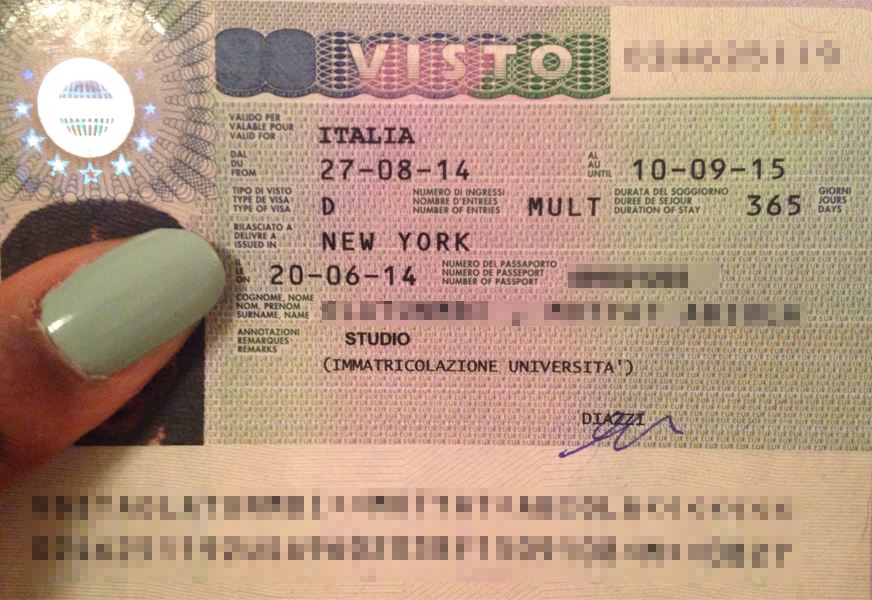 VISTO
ITA
VALIDO PER
VALABLE POUR
VALID FOR
ITALIA
DAL
DU
FROM
27-08-14
AL
AU
UNTIL
10-09-15
TIPO DI VISTO
TYPE DE VISA
TYPE OF VISA
D
NUMERO DI INGRESSI
NOMBRE D'ENTREES
NUMBER OF ENTRIES
MULT
DURATA DEL SOGGIORNO
DUREE DE SEJOUR
DURATION OF STAY
365
GIORNI
JOURS
DAYS
RILASCIATO A
DELIVRE A
ISSUED IN
NEW YORK
IL
LE
ON
20-06-14
NUMERO DEL PASSAPORTO
NUMERO DE PASSEPORT
NUMBER OF PASSPORT
COGNOME, NOME
NOM, PRENOM
SURNAME, NAME
ANNOTAZIONI
REMARQUES
REMARKS
STUDIO
(IMMATRICOLAZIONE UNIVERSITA')
DIAZZI